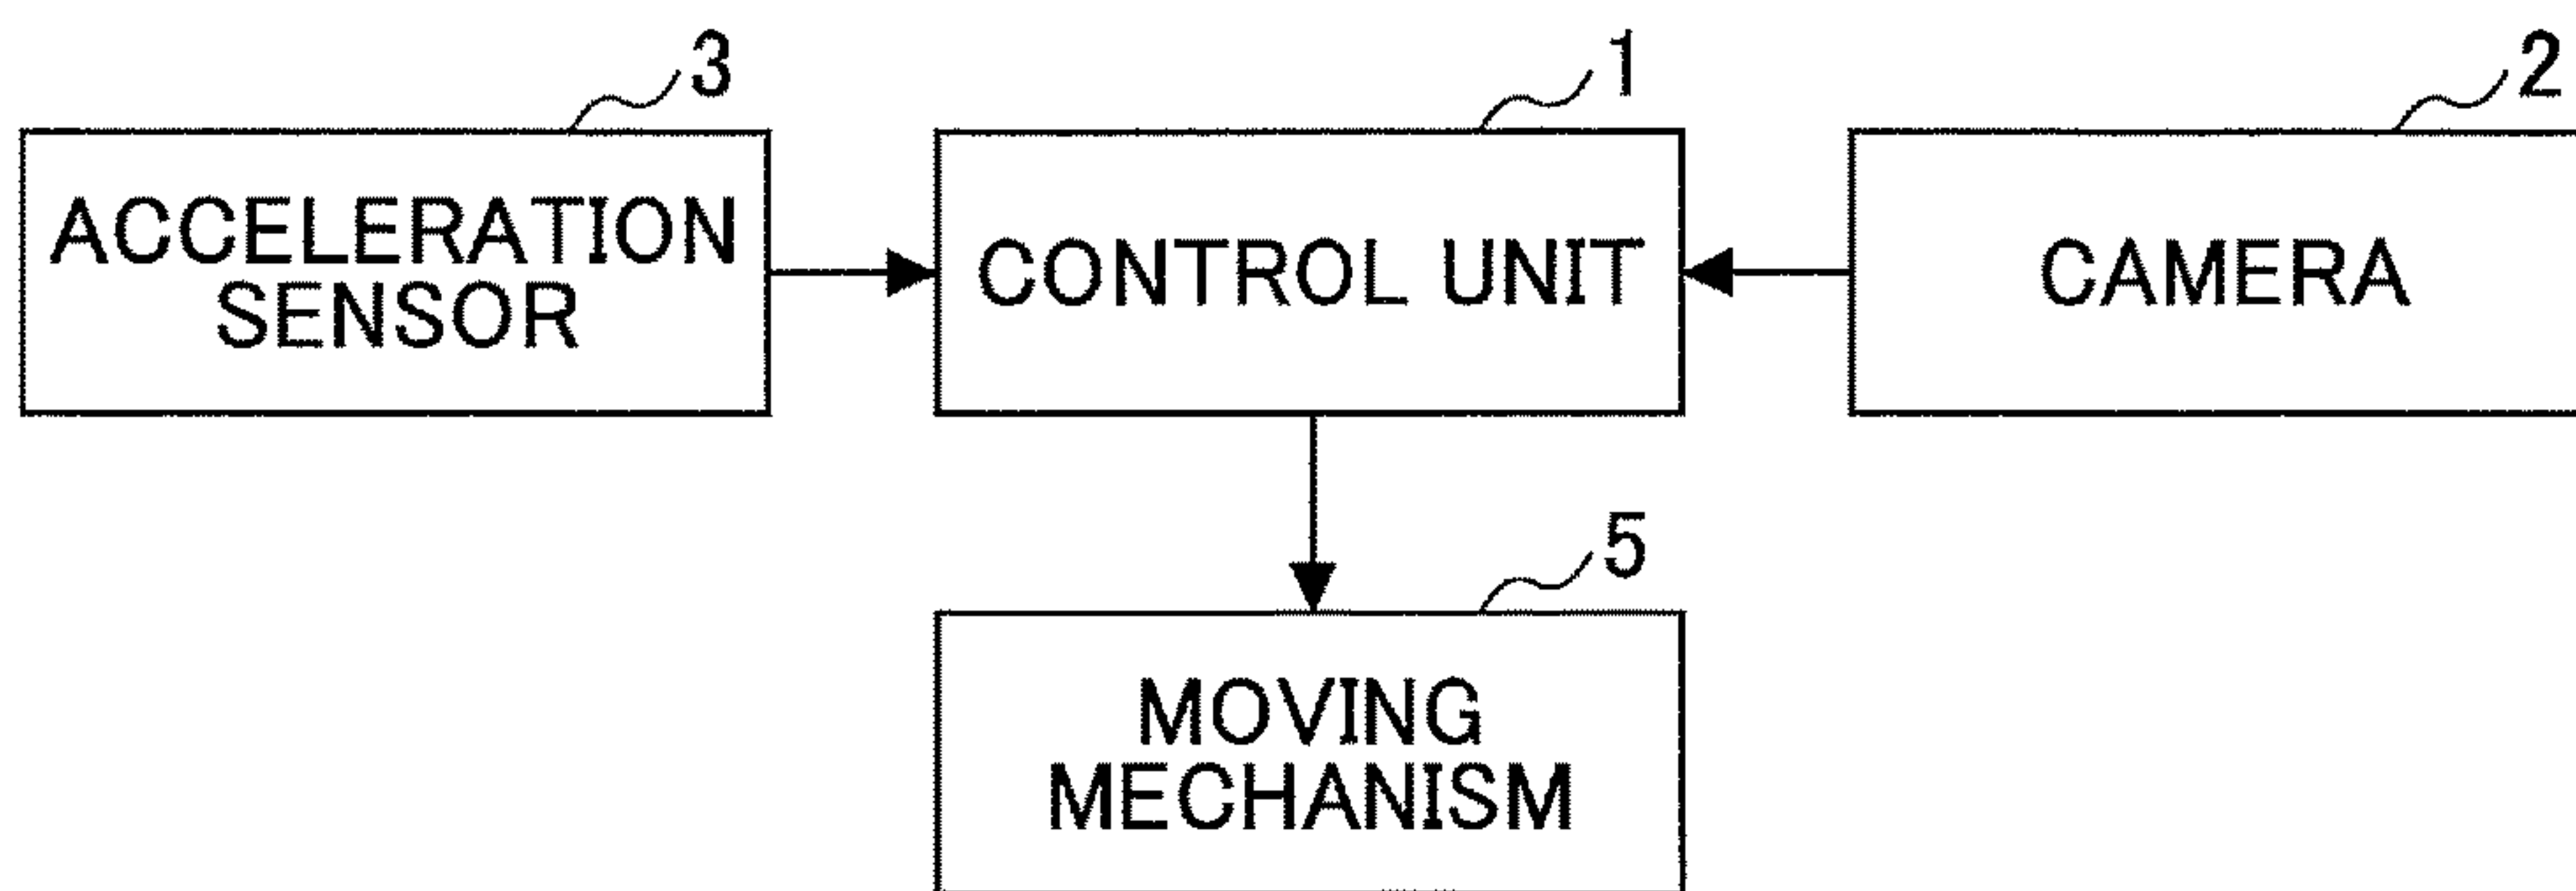 3
1
2
ACCELERATION
SENSOR
CONTROL UNIT
CAMERA
5
MOVING
MECHANISM